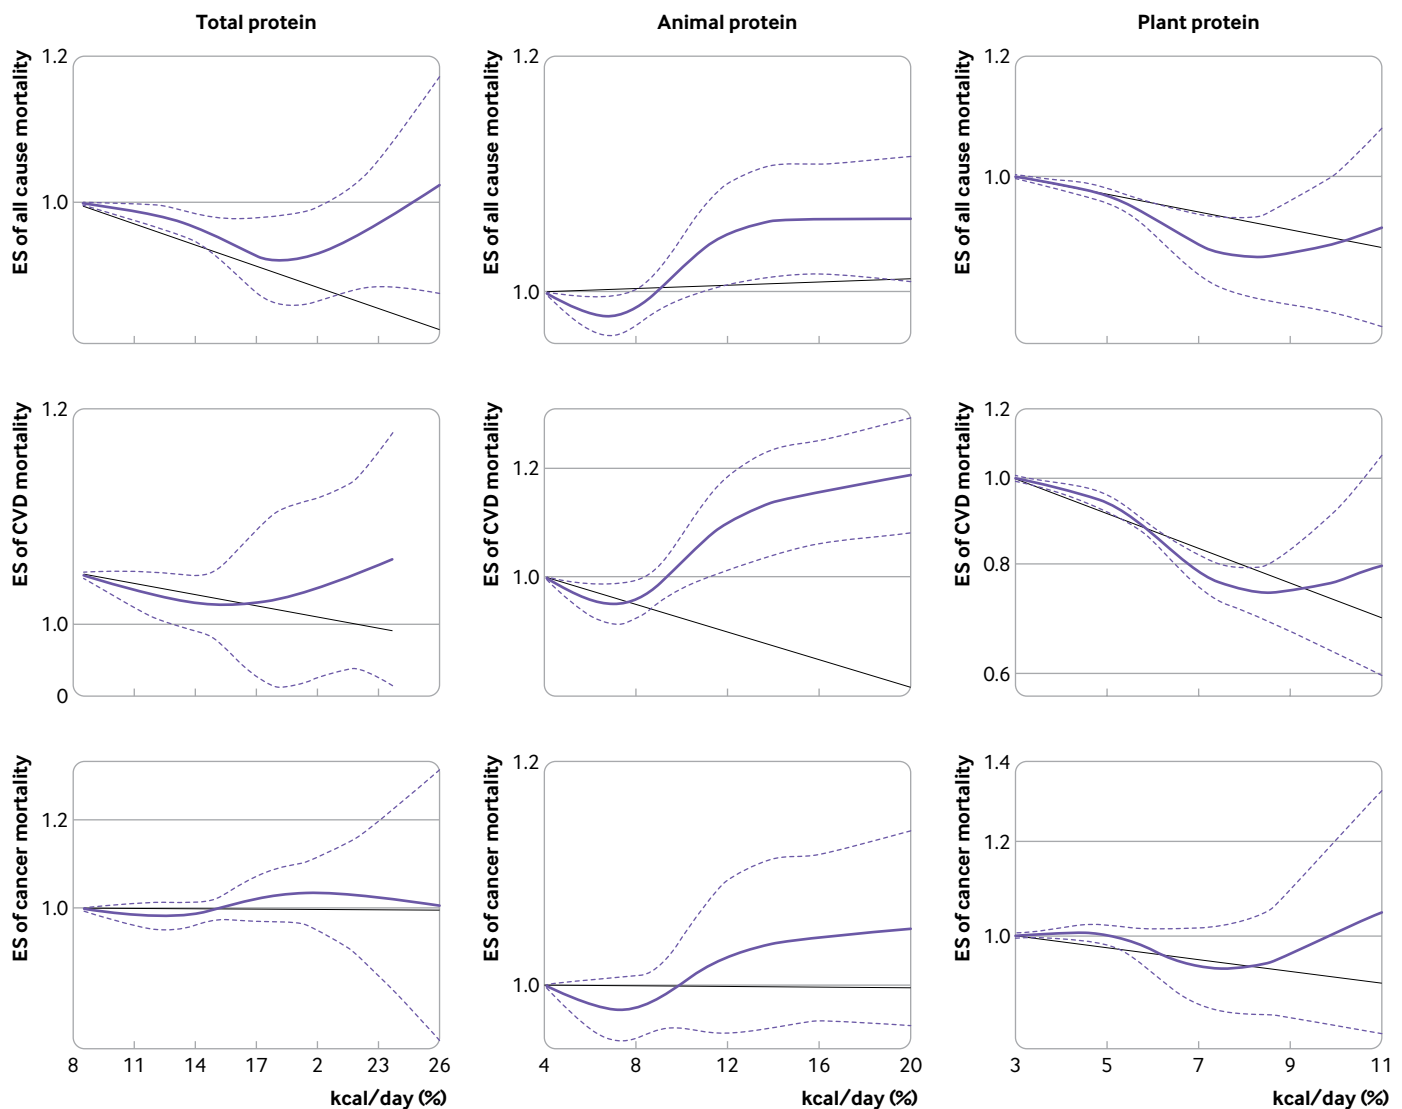 Total protein
Animal protein
Plant protein
ES of all cause mortality
1.2
1.0
ES of all cause mortality
1.2
1.0
ES of all cause mortality
1.2
1.0
ES of CVD mortality
1.2
1.0
0
ES of CVD mortality
1.2
1.0
ES of CVD mortality
1.2
1.0
0.8
0.6
ES of cancer mortality
1.2
1.0
8 11 14 17 2 23 26
kcal/day (%)
ES of cancer mortality
1.2
1.0
4 8 12 16 20
kcal/day (%)
ES of cancer mortality
1.4
1.2
1.0
3 5 7 9 11
kcal/day (%)